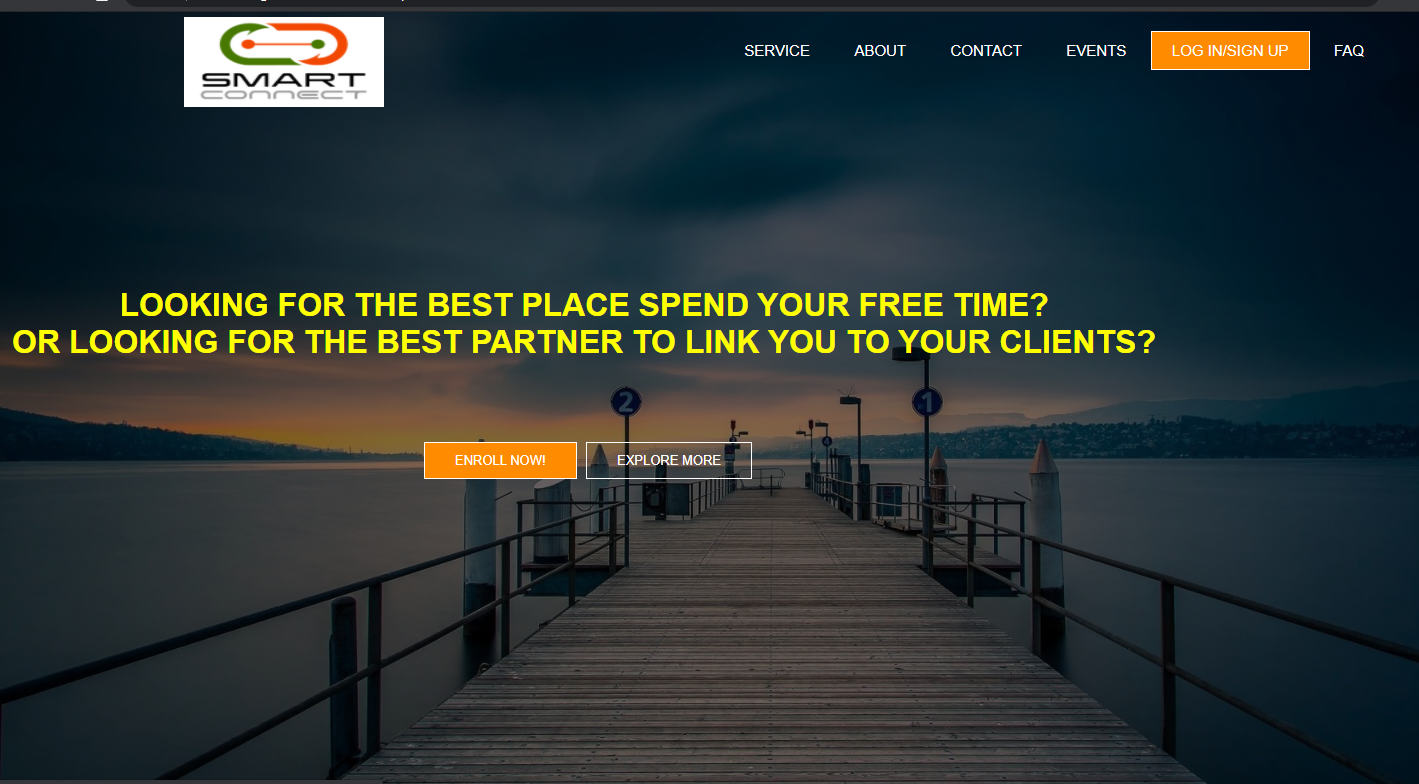 SMART
CONNECT
SERVICE ABOUT CONTACT EVENTS LOG IN/SIGN UP FAQ
LOOKING FOR THE BEST PLACE SPEND YOUR FREE TIME?
OR LOOKING FOR THE BEST PARTNER TO LINK YOU TO YOUR CLIENTS?
2 1
ENROLL NOW! EXPLORE MORE